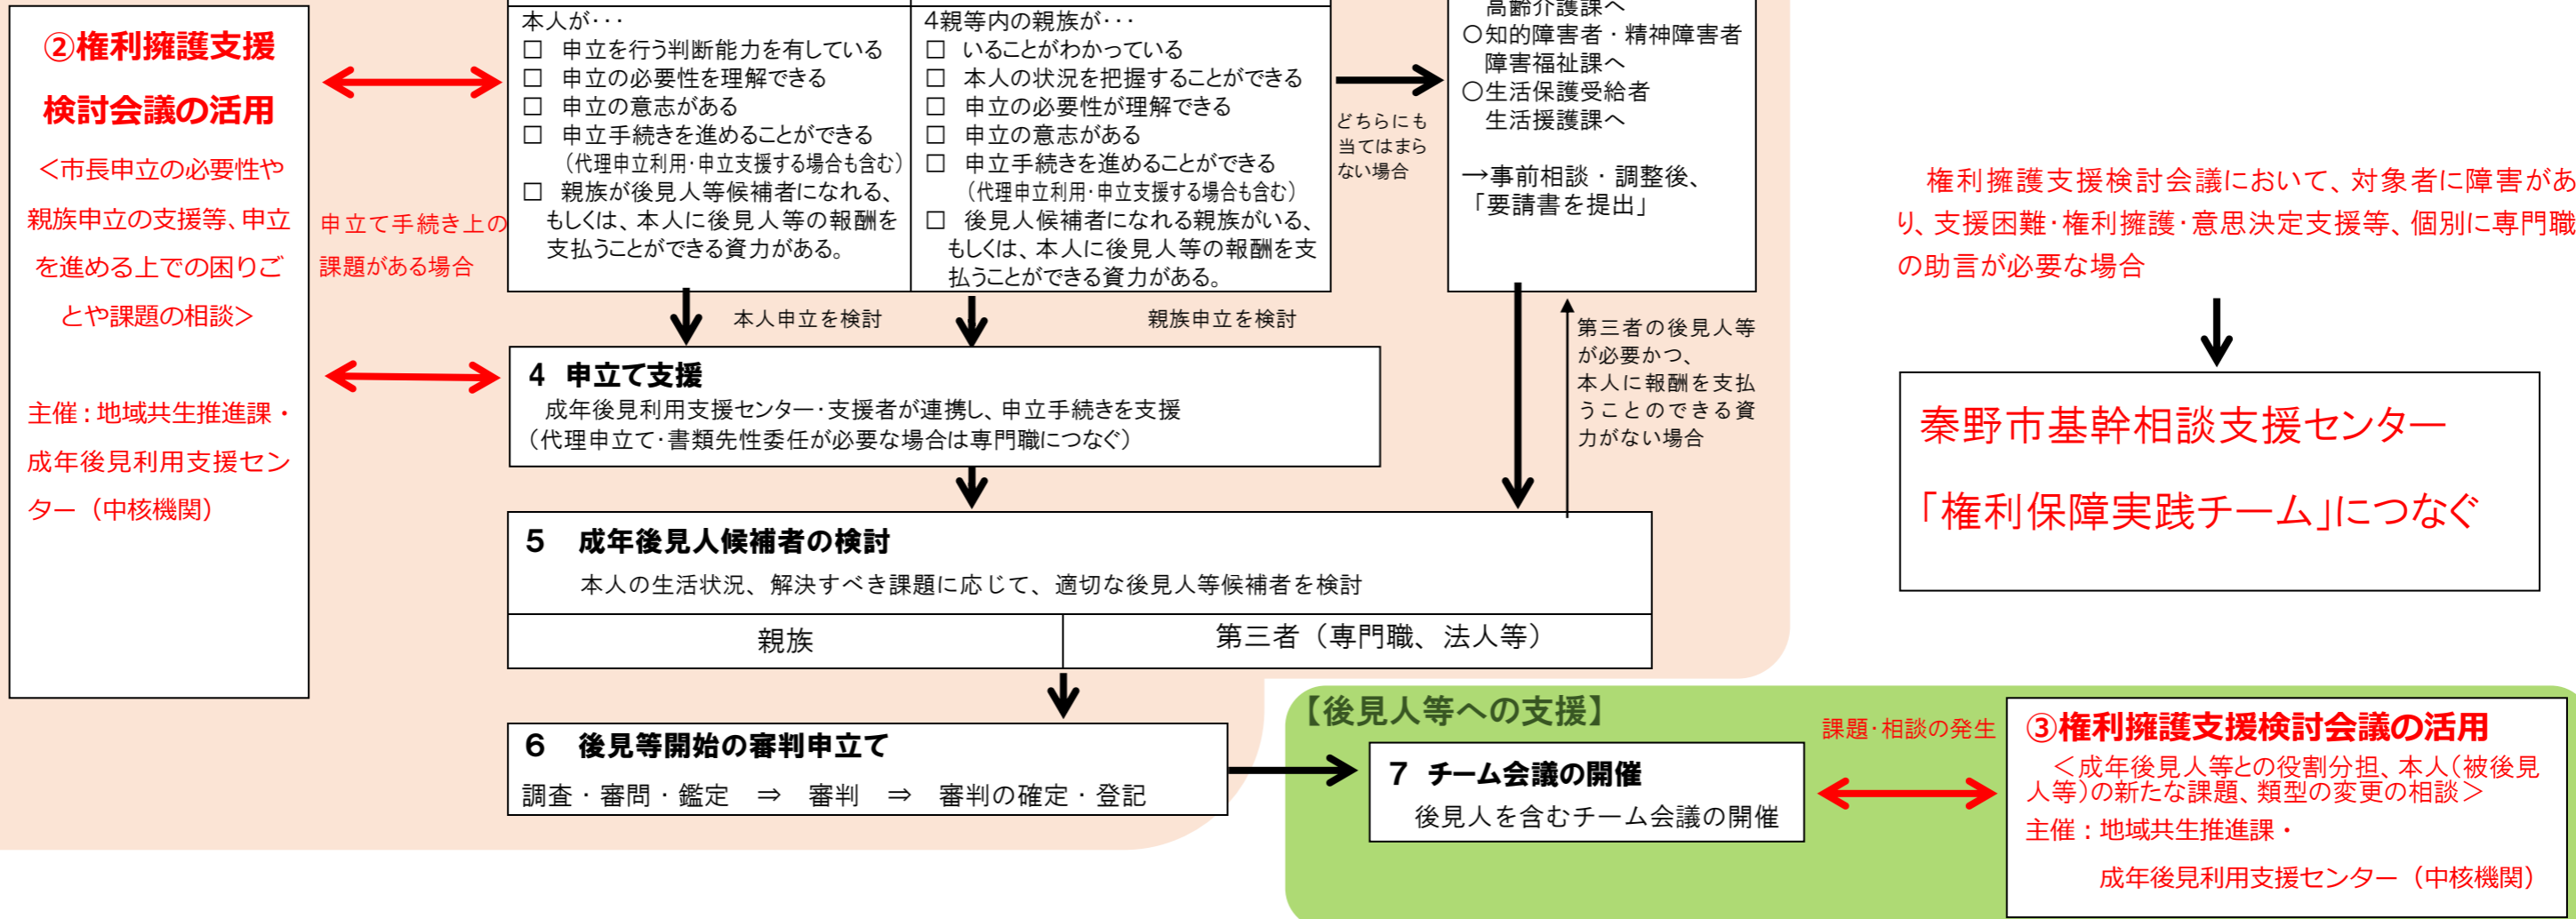 ②権利擁護支援
検討会議の活用
＜市長申立の必要性や
親族申立の支援等、申立
を進める上での困りご
とや課題の相談＞
主催：地域共生推進課・
成年後見利用支援セン
ター（中核機関）
申立て手続き上の
課題がある場合
本人が･･･
□ 申立を行う判断能力を有している
□ 申立の必要性を理解できる
□ 申立の意志がある
□ 申立手続きを進めることができる
（代理申立利用･申立支援する場合も含む）
□ 親族が後見人等候補者になれる、
もしくは、本人に後見人等の報酬を
支払うことができる資力がある。
4親等内の親族が･･･
□ いることがわかっている
□ 本人の状況を把握することができる
□ 申立の必要性が理解できる
□ 申立の意志がある
□ 申立手続きを進めることができる
（代理申立利用･申立支援する場合も含む）
□ 後見人候補者になれる親族がいる、
もしくは、本人に後見人等の報酬を支
払うことができる資力がある。
どちらにも
当てはまら
ない場合
高齢介護課へ
○知的障害者・精神障害者
障害福祉課へ
○生活保護受給者
生活援護課へ
→事前相談・調整後、
「要請書を提出」
本人申立を検討
親族申立を検討
第三者の後見人等
が必要かつ、
本人に報酬を支払
うことのできる資
力がない場合
4 申立て支援
成年後見利用支援センター･支援者が連携し、申立手続きを支援
（代理申立て･書類先性委任が必要な場合は専門職につなぐ）
5 成年後見人候補者の検討
本人の生活状況、解決すべき課題に応じて、適切な後見人等候補者を検討
親族
第三者（専門職、法人等）
6 後見等開始の審判申立て
調査・審問・鑑定 ⇒ 審判 ⇒ 審判の確定・登記
権利擁護支援検討会議において、対象者に障害があ
り、支援困難･権利擁護･意思決定支援等、個別に専門職
の助言が必要な場合
秦野市基幹相談支援センター
「権利保障実践チーム」につなぐ
【後見人等への支援】
7 チーム会議の開催
後見人を含むチーム会議の開催
課題･相談の発生
③権利擁護支援検討会議の活用
＜成年後見人等との役割分担、本人（被後見
人等）の新たな課題、類型の変更の相談＞
主催：地域共生推進課・
成年後見利用支援センター（中核機関）